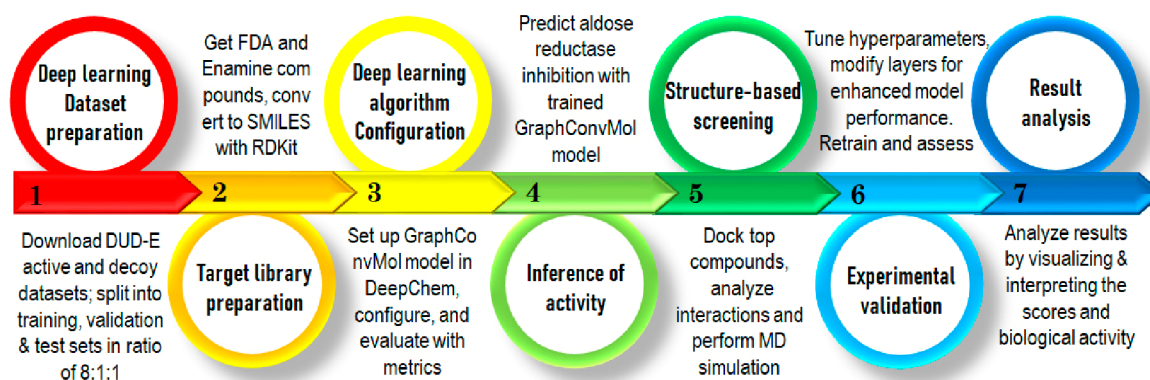 Deep learning
Dataset
preparation
1
Download DUD-E
active and decoy
datasets; split into
training, validation
& test sets in ratio
of 8:1:1
Get FDA and
Enamine com
pounds, conv
ert to SMILES
with RDKit
2
Target library
preparation
Deep learning
algorithm
Configuration
3
Set up GraphCo
nvMol model in
DeepChem,
configure, and
evaluate with
metrics
Predict aldose
reductase
inhibition with
trained
GraphConvMol
model
4
Inference of
activity
Structure-based
screening
5
Dock top
compounds,
analyze
interactions and
perform MD
simulation
Tune hyperparameters,
modify layers for
enhanced model
performance.
Retrain and assess
6
Experimental
validation
Result
analysis
7
Analyze results
by visualizing &
interpreting the
scores and
biological activity